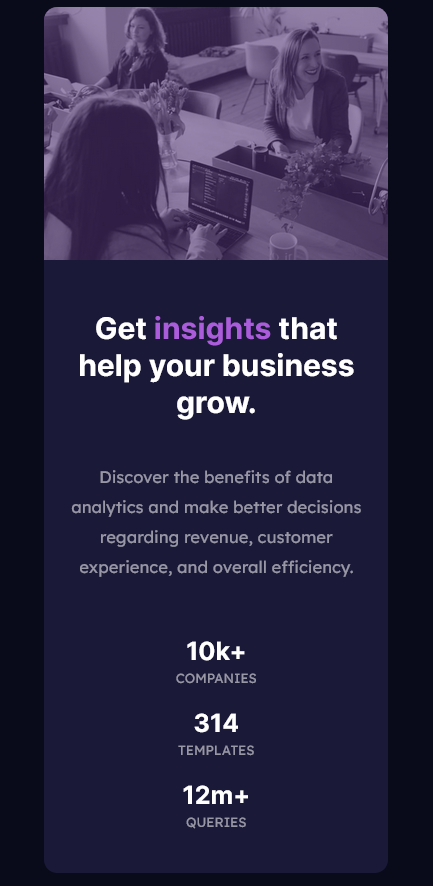 Get insights that
help your business
grow.
Discover the benefits of data
analytics and make better decisions
regarding revenue, customer
experience, and overall efficiency.
10k+
COMPANIES
314
TEMPLATES
12m+
QUERIES